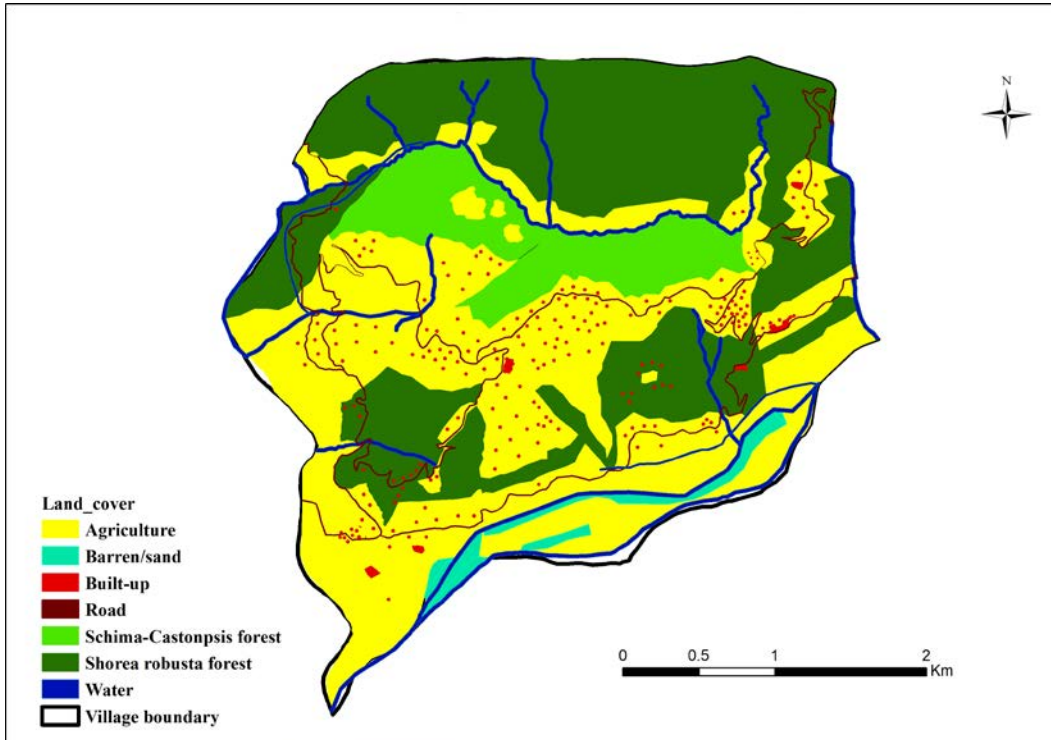 N
Land_cover
Agriculture
Barren/sand
Built-up
Road
Schima-Castonpsis forest
Shorea robusta forest
Water
Village boundary
0 0.5 1 2
Km